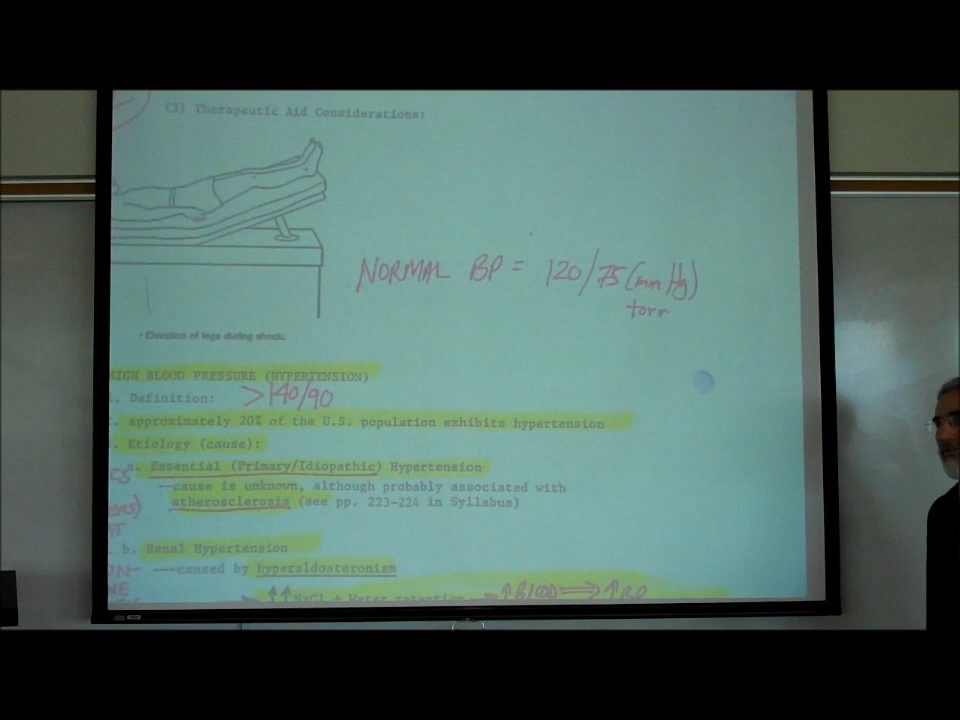 (3) Therapeutic Aid Considerations:
NORMAL BP = 120/75 (mm Hg)
torr
Elevation of legs during shock.
HIGH BLOOD PRESSURE (HYPERTENSION)
. Definition: >140/90
. approximately 20% of the U.S. population exhibits hypertension
. Etiology (cause):
a. Essential (Primary/Idiopathic) Hypertension
—cause is unknown, although probably associated with
atherosclerosis (see pp. 223-224 in Syllabus)
b. Renal Hypertension
—caused by hyperaldosteronism
↑↑ NaCl + Water retention → ↑ BLOOD ⇒ ↑ BP